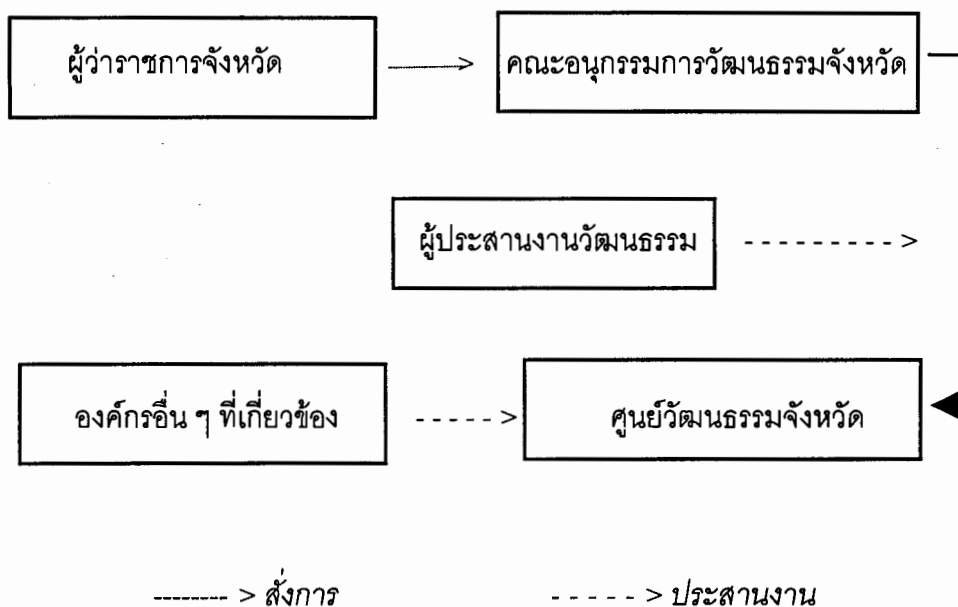 ผู้ว่าราชการจังหวัด
คณะอนุกรรมการวัฒนธรรมจังหวัด
ผู้ประสานงานวัฒนธรรม
องค์กรอื่น ๆ ที่เกี่ยวข้อง
ศูนย์วัฒนธรรมจังหวัด
-------- > สั่งการ
- - - - - > ประสานงาน